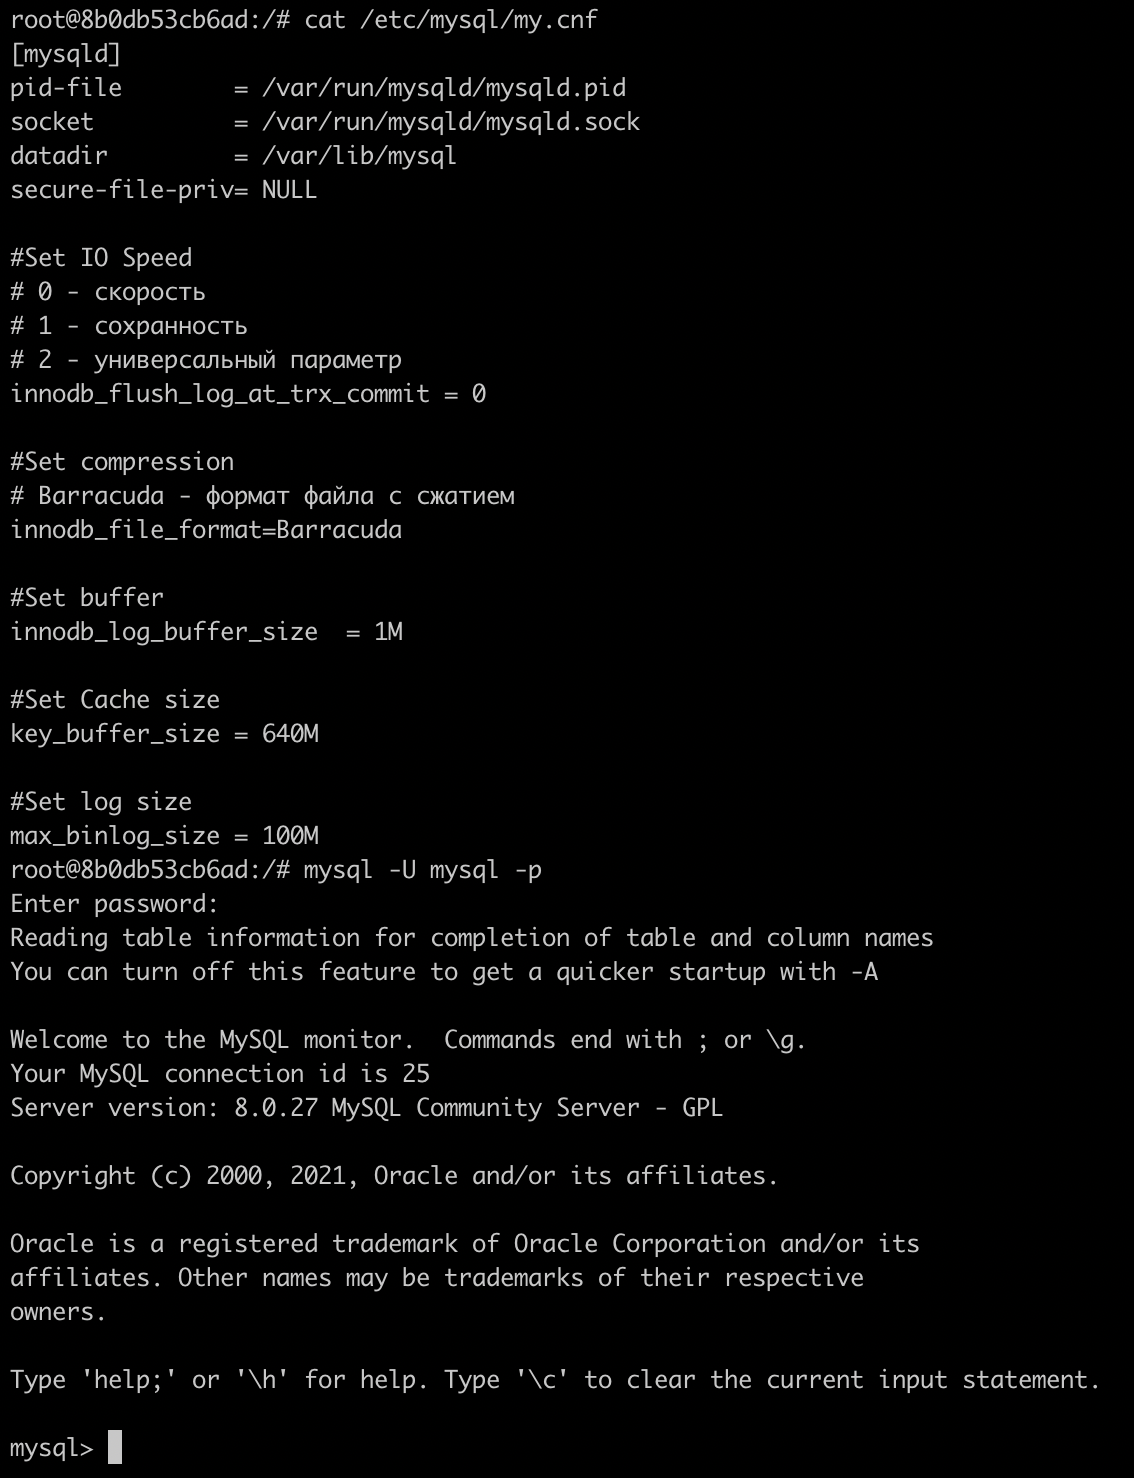 root@8b0db53cb6ad:/# cat /etc/mysql/my.cnf
[mysqld]
pid-file        = /var/run/mysqld/mysqld.pid
socket          = /var/run/mysqld/mysqld.sock
datadir         = /var/lib/mysql
secure-file-priv= NULL

#Set IO Speed
# 0 - скорость
# 1 - сохранность
# 2 - универсальный параметр
innodb_flush_log_at_trx_commit = 0

#Set compression
# Barracuda - формат файла с сжатием
innodb_file_format=Barracuda

#Set buffer
innodb_log_buffer_size  = 1M

#Set Cache size
key_buffer_size = 640M

#Set log size
max_binlog_size = 100M
root@8b0db53cb6ad:/# mysql -U mysql -p
Enter password:
Reading table information for completion of table and column names
You can turn off this feature to get a quicker startup with -A

Welcome to the MySQL monitor.  Commands end with ; or \g.
Your MySQL connection id is 25
Server version: 8.0.27 MySQL Community Server - GPL

Copyright (c) 2000, 2021, Oracle and/or its affiliates.

Oracle is a registered trademark of Oracle Corporation and/or its
affiliates. Other names may be trademarks of their respective
owners.

Type 'help;' or '\h' for help. Type '\c' to clear the current input statement.

mysql>